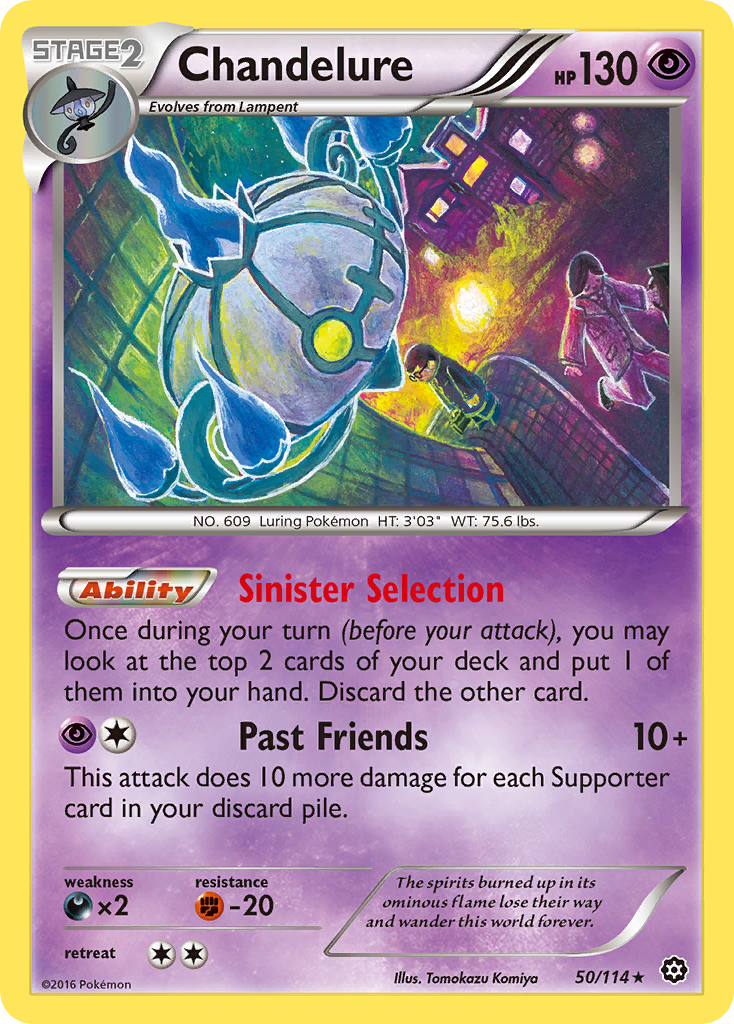 STAGE2
Chandelure
HP130
Evolves from Lampent
NO. 609 Luring Pokémon HT: 3'03" WT: 75.6 lbs.
Ability Sinister Selection
Once during your turn (before your attack), you may
look at the top 2 cards of your deck and put 1 of
them into your hand. Discard the other card.
Past Friends 10+
This attack does 10 more damage for each Supporter
card in your discard pile.
weakness resistance
×2 -20
retreat
The spirits burned up in its
ominous flame lose their way
and wander this world forever.
©2016 Pokémon
Illus. Tomokazu Komiya
50/114★